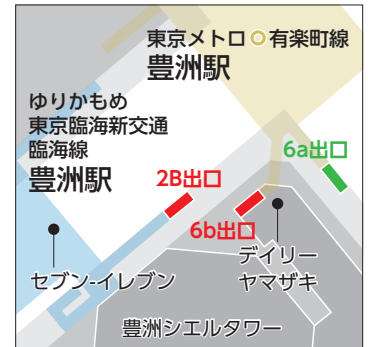 東京メトロ 有楽町線
豊洲駅
ゆりかもめ
東京臨海新交通
臨海線
豊洲駅
6a出口
2B出口
6b出口
セブン-イレブン
デイリー
ヤマザキ
豊洲シエルタワー